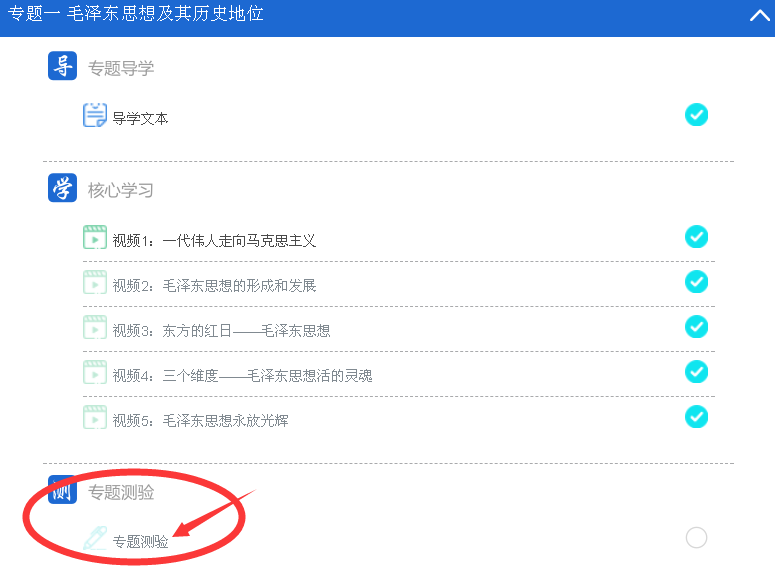 专题一 毛泽东思想及其历史地位
导 专题导学
导学文本
学 核心学习
视频1：一代伟人走向马克思主义
视频2：毛泽东思想的形成和发展
视频3：东方的红日——毛泽东思想
视频4：三个维度——毛泽东思想活的灵魂
视频5：毛泽东思想永放光辉
测 专题测验
专题测验